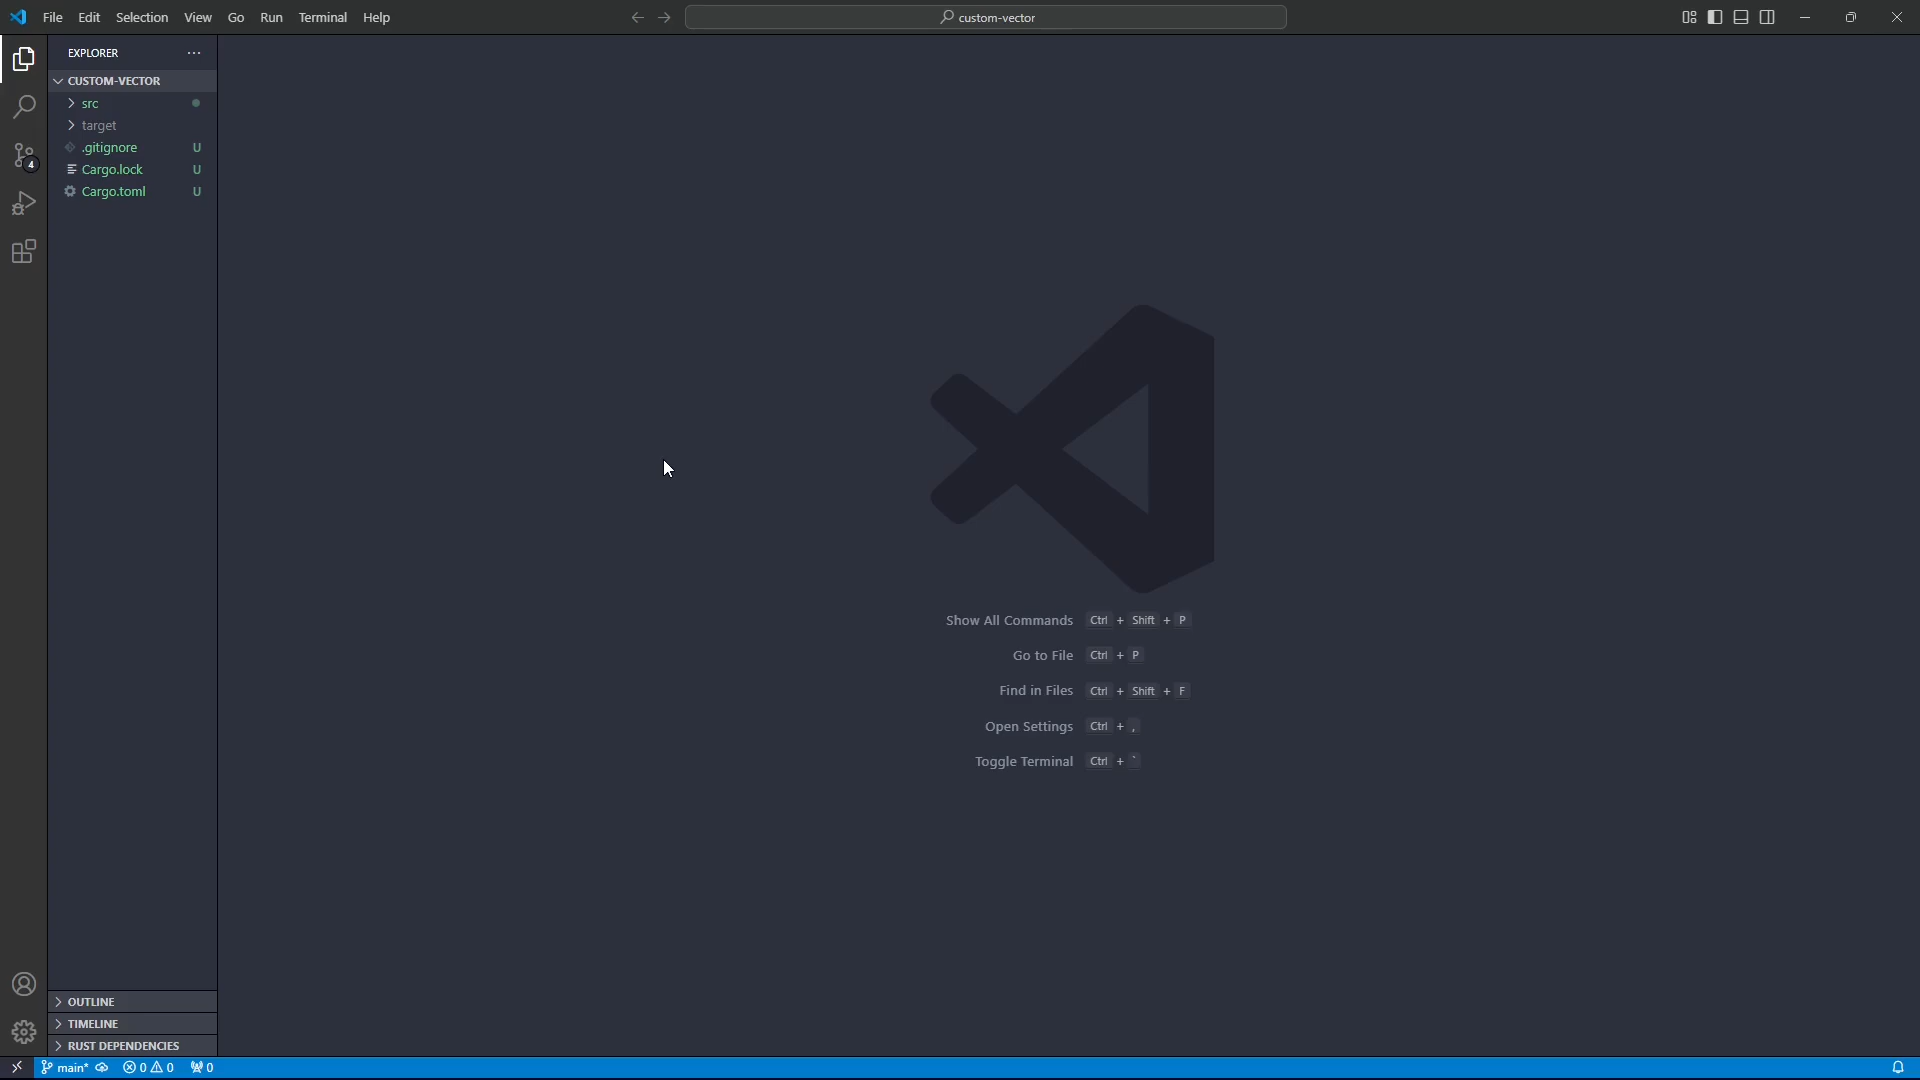 File Edit Selection View Go Run Terminal Help
custom-vector
EXPLORER
CUSTOM-VECTOR
src
target
.gitignore U
Cargo.lock U
Cargo.toml U
4
Show All Commands Ctrl + Shift + P
Go to File Ctrl + P
Find in Files Ctrl + Shift + F
Open Settings Ctrl + ,
Toggle Terminal Ctrl + `
OUTLINE
TIMELINE
RUST DEPENDENCIES
main* 0 0 0